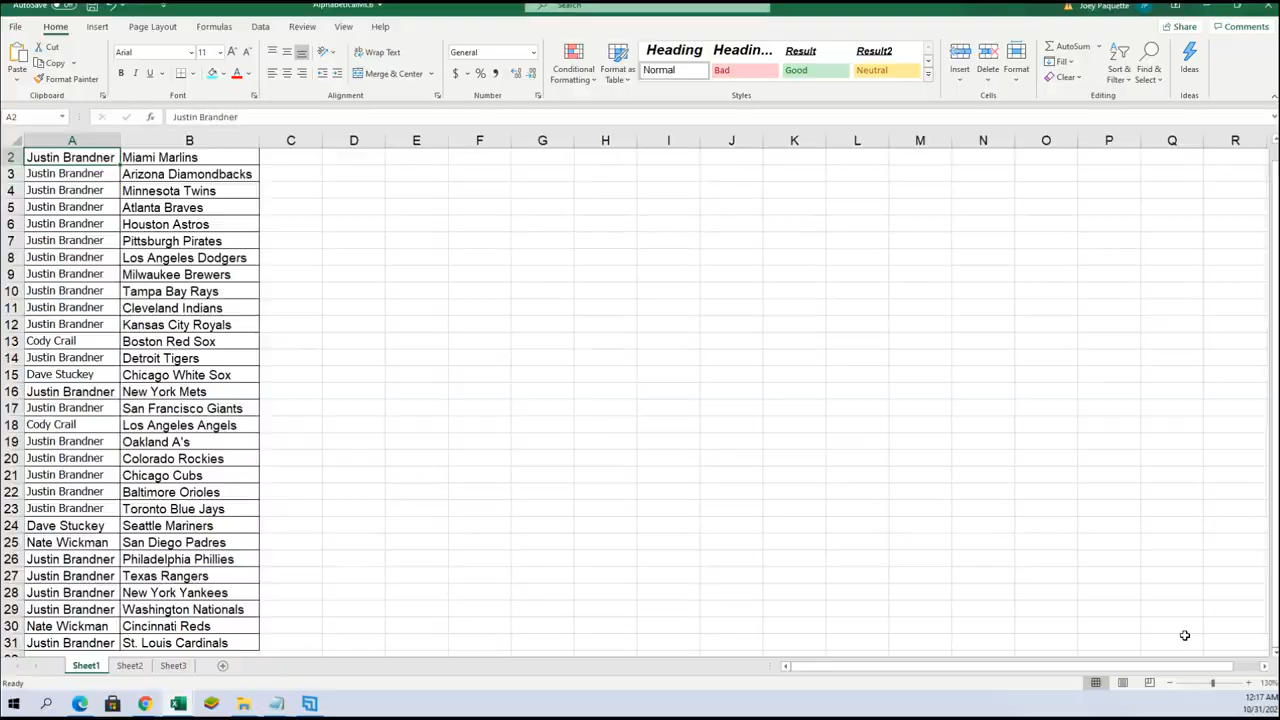 AutoSave Off AlphabeticalMLB Search Joey Paquette JP
File Home Insert Page Layout Formulas Data Review View Help Share Comments
Paste Cut Copy Format Painter Clipboard
Arial 11 B I U A Font
Wrap Text Merge & Center Alignment
General $ % Number
Conditional Formatting Format as Table
Heading Headin... Result Result2
Normal Bad Good Neutral
Styles
Insert Delete Format Cells
AutoSum Fill Clear Sort & Filter Find & Select Editing
Ideas Ideas
A2 fx Justin Brandner
A B C D E F G H I J K L M N O P Q R
2 Justin Brandner Miami Marlins
3 Justin Brandner Arizona Diamondbacks
4 Justin Brandner Minnesota Twins
5 Justin Brandner Atlanta Braves
6 Justin Brandner Houston Astros
7 Justin Brandner Pittsburgh Pirates
8 Justin Brandner Los Angeles Dodgers
9 Justin Brandner Milwaukee Brewers
10 Justin Brandner Tampa Bay Rays
11 Justin Brandner Cleveland Indians
12 Justin Brandner Kansas City Royals
13 Cody Crail Boston Red Sox
14 Justin Brandner Detroit Tigers
15 Dave Stuckey Chicago White Sox
16 Justin Brandner New York Mets
17 Justin Brandner San Francisco Giants
18 Cody Crail Los Angeles Angels
19 Justin Brandner Oakland A's
20 Justin Brandner Colorado Rockies
21 Justin Brandner Chicago Cubs
22 Justin Brandner Baltimore Orioles
23 Justin Brandner Toronto Blue Jays
24 Dave Stuckey Seattle Mariners
25 Nate Wickman San Diego Padres
26 Justin Brandner Philadelphia Phillies
27 Justin Brandner Texas Rangers
28 Justin Brandner New York Yankees
29 Justin Brandner Washington Nationals
30 Nate Wickman Cincinnati Reds
31 Justin Brandner St. Louis Cardinals
Sheet1 Sheet2 Sheet3
Ready 130%
12:17 AM
10/31/202